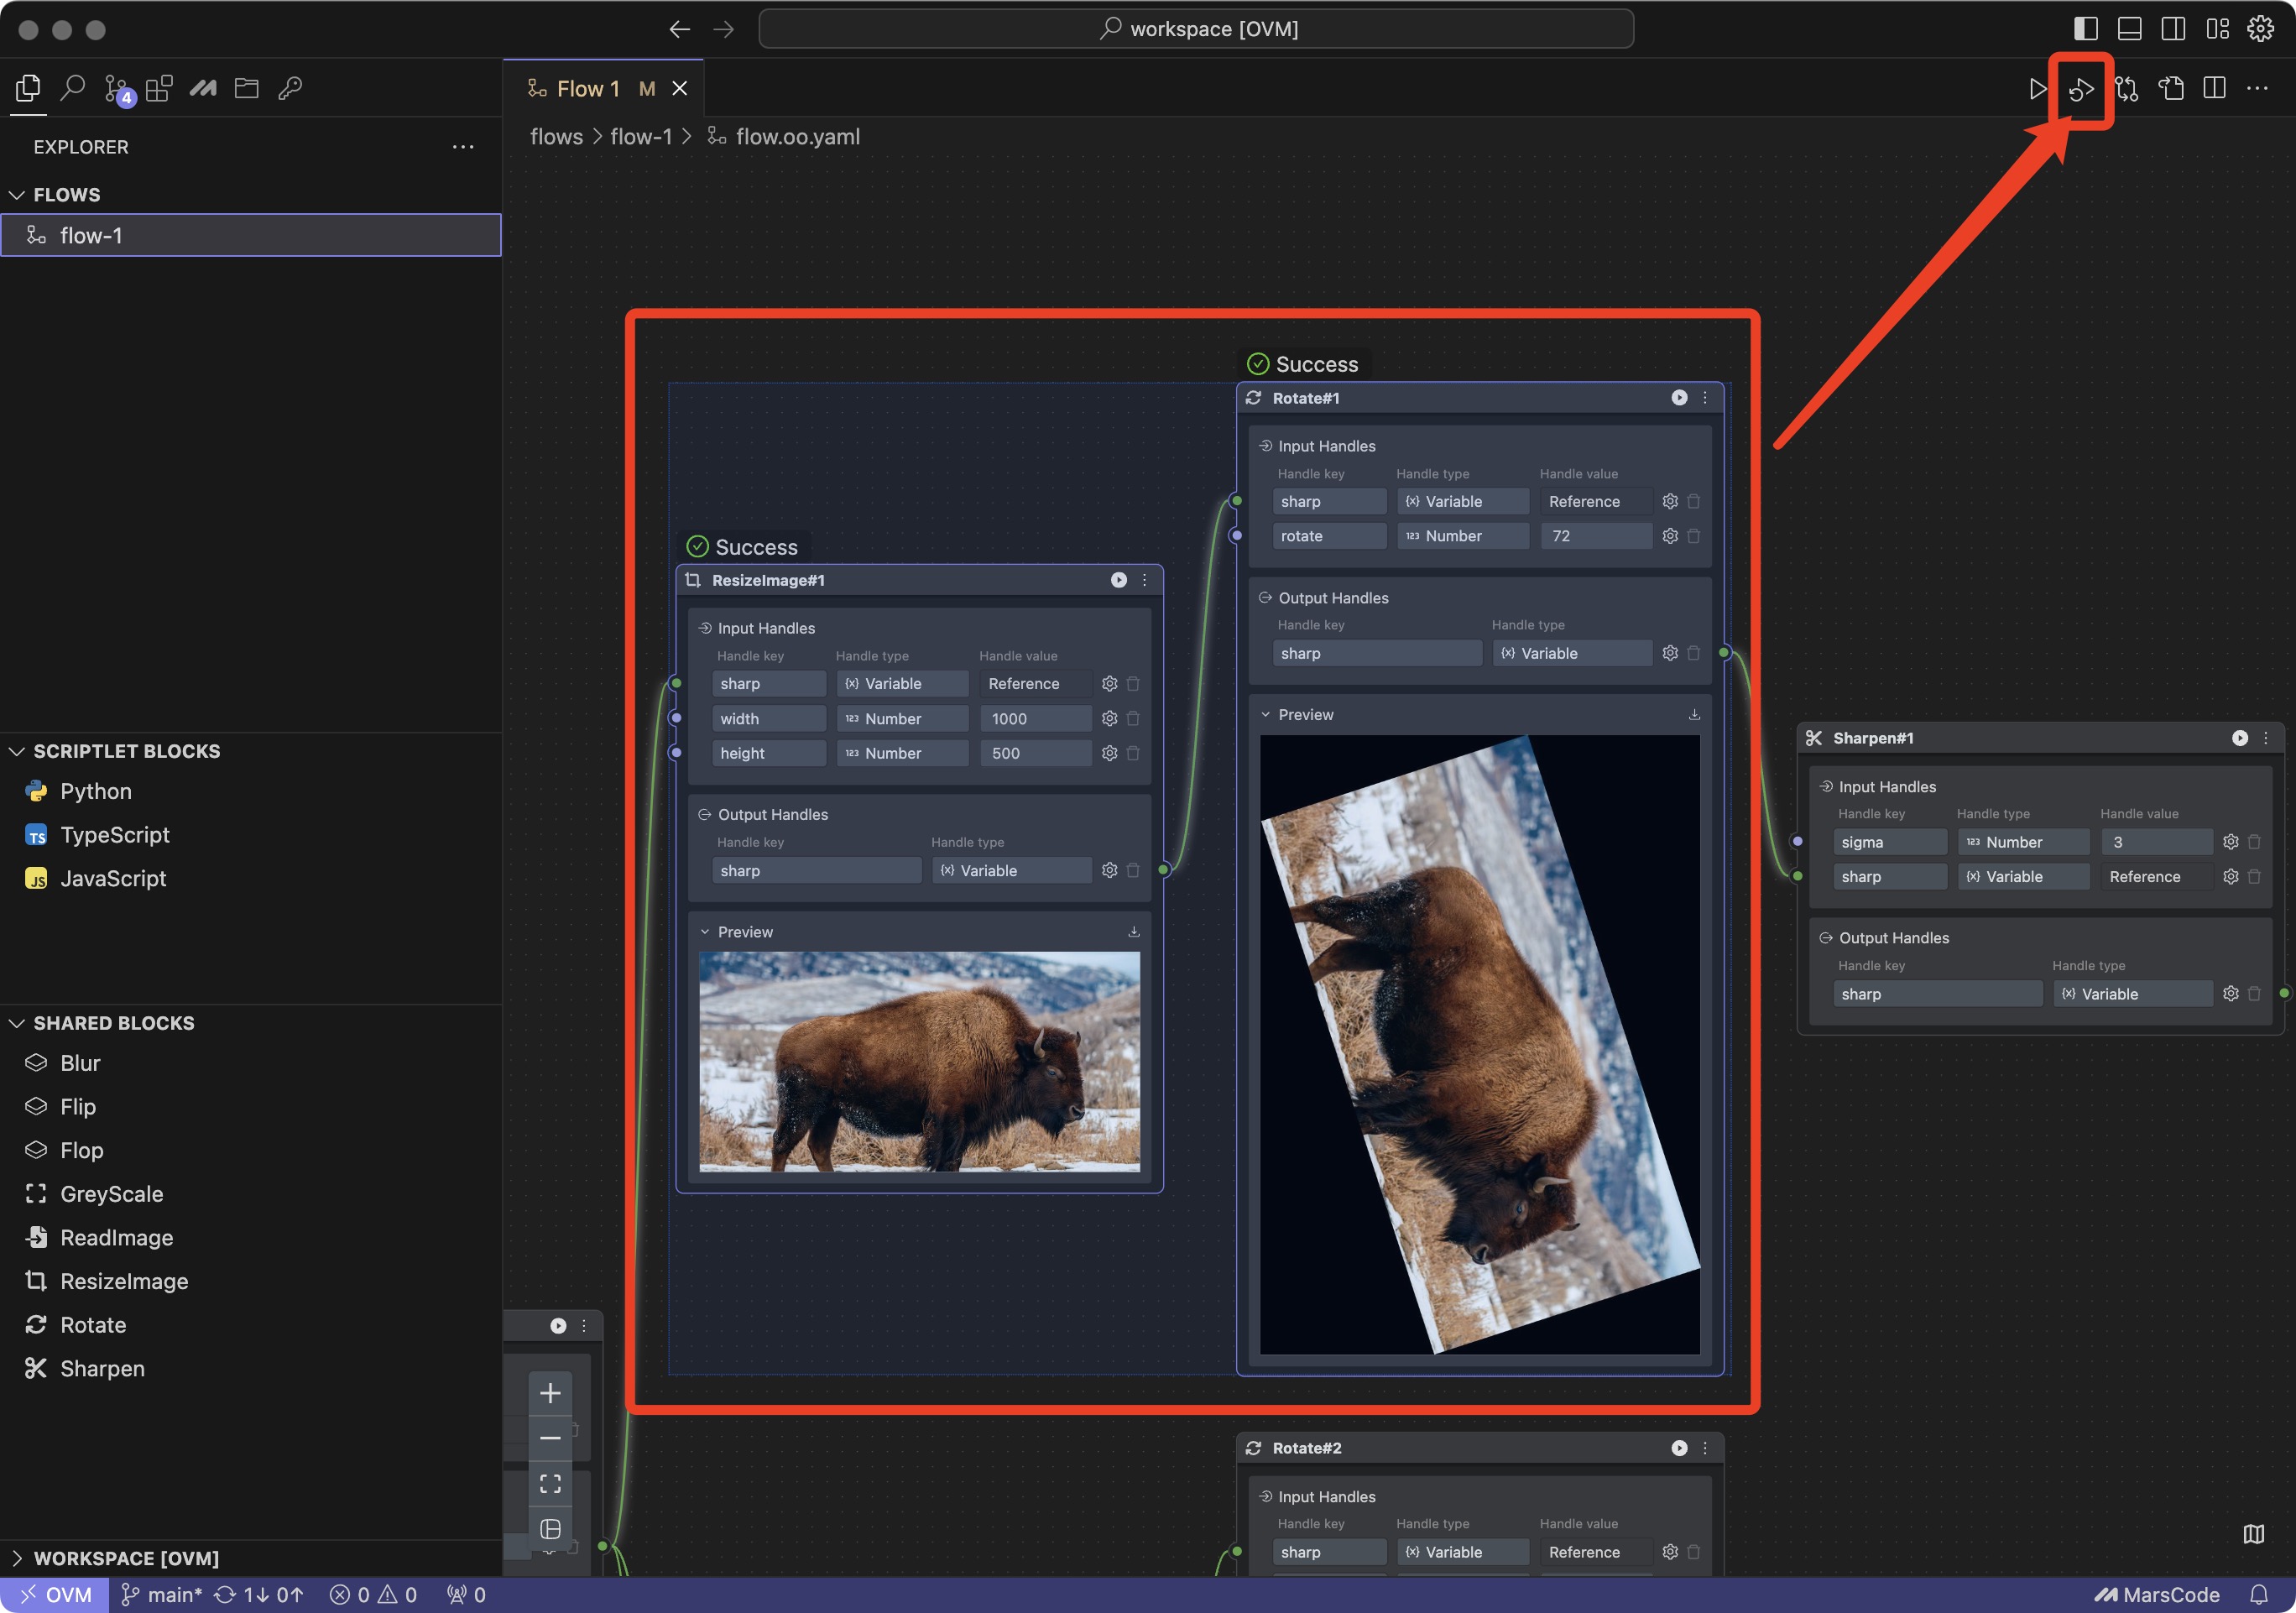 workspace [OVM]
4
Flow 1 M
flows > flow-1 > flow.oo.yaml
EXPLORER
FLOWS
flow-1
SCRIPTLET BLOCKS
Python
TS TypeScript
JS JavaScript
SHARED BLOCKS
Blur
Flip
Flop
GreyScale
ReadImage
ResizeImage
Rotate
Sharpen
WORKSPACE [OVM]
Success
ResizeImage#1
Input Handles
Handle key Handle type Handle value
sharp {x} Variable Reference
width 123 Number 1000
height 123 Number 500
Output Handles
Handle key Handle type
sharp {x} Variable
Preview
Success
Rotate#1
Input Handles
Handle key Handle type Handle value
sharp {x} Variable Reference
rotate 123 Number 72
Output Handles
Handle key Handle type
sharp {x} Variable
Preview
Sharpen#1
Input Handles
Handle key Handle type Handle value
sigma 123 Number 3
sharp {x} Variable Reference
Output Handles
Handle key Handle type
sharp {x} Variable
Rotate#2
Input Handles
Handle key Handle type Handle value
sharp {x} Variable Reference
OVM main* 1↓ 0↑ 0 0 0 MarsCode